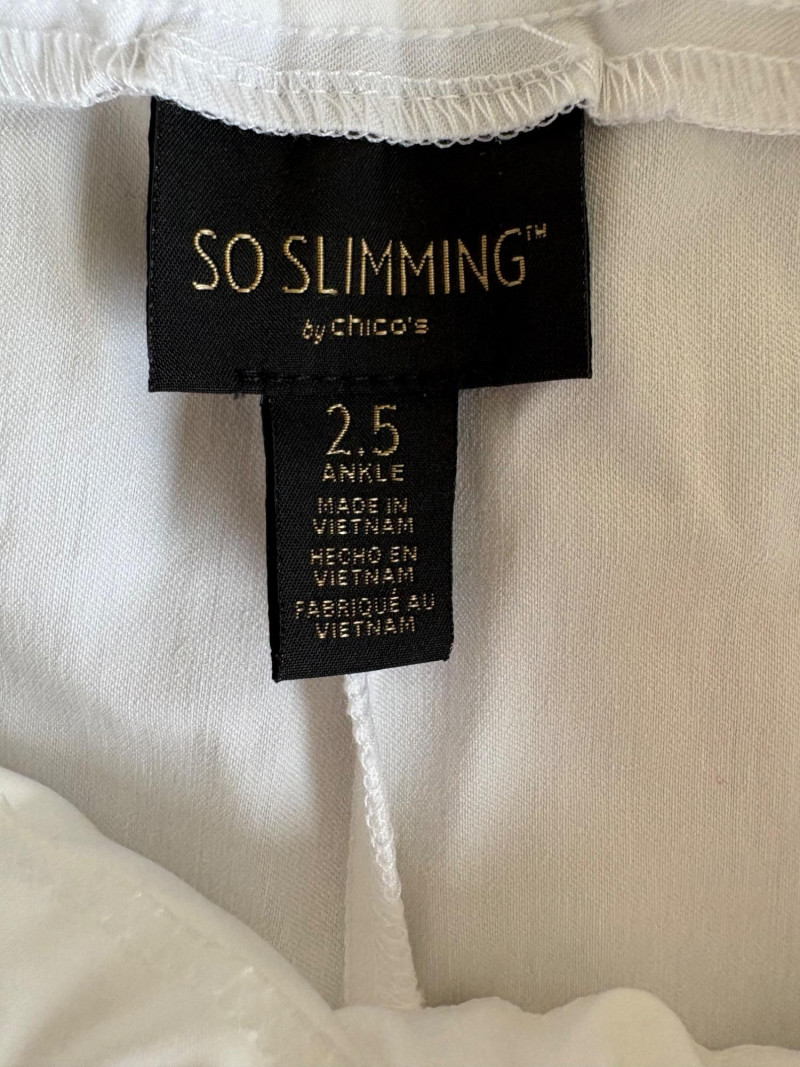 SO SLIMMING™
by chico's
2.5
ANKLE
MADE IN
VIETNAM
HECHO EN
VIETNAM
FABRIQUÉ AU
VIETNAM